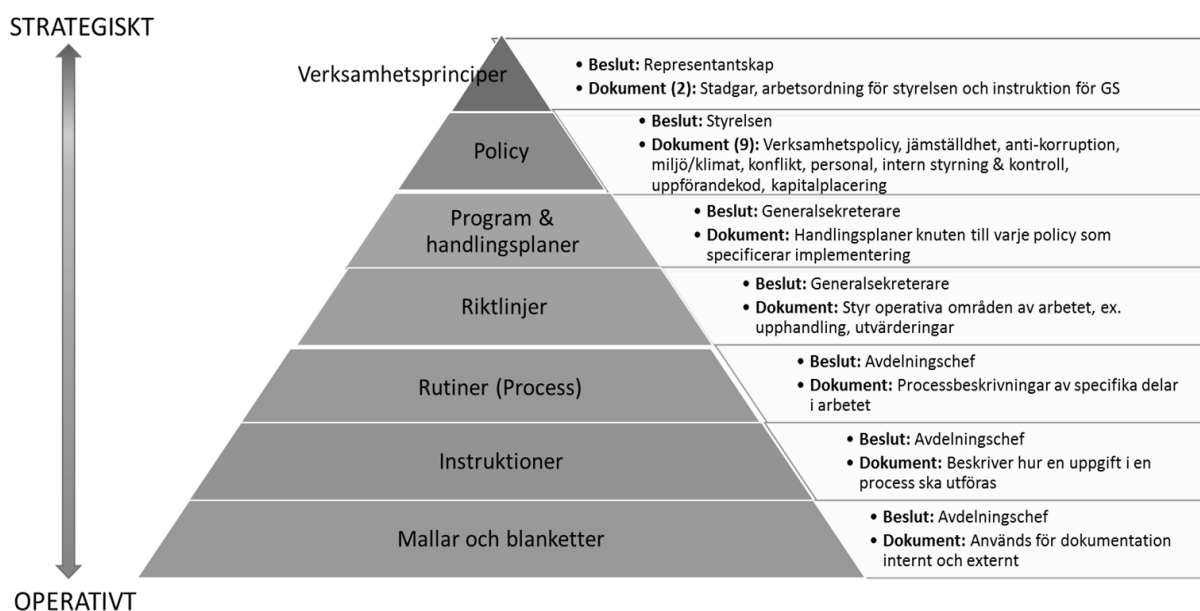 STRATEGISKT
Verksamhetsprinciper
• Beslut: Representantskap
• Dokument (2): Stadgar, arbetsordning för styrelsen och instruktion för GS
Policy
• Beslut: Styrelsen
• Dokument (9): Verksamhetspolicy, jämställdhet, anti-korruption,
miljö/klimat, konflikt, personal, intern styrning & kontroll,
uppförandekod, kapitalplacering
Program &
handlingsplaner
• Beslut: Generalsekreterare
• Dokument: Handlingsplaner knuten till varje policy som
specificerar implementering
Riktlinjer
• Beslut: Generalsekreterare
• Dokument: Styr operativa områden av arbetet, ex.
upphandling, utvärderingar
Rutiner (Process)
• Beslut: Avdelningschef
• Dokument: Processbeskrivningar av specifika delar
i arbetet
Instruktioner
• Beslut: Avdelningschef
• Dokument: Beskriver hur en uppgift i en
process ska utföras
Mallar och blanketter
• Beslut: Avdelningschef
• Dokument: Används för dokumentation
internt och externt
OPERATIVT